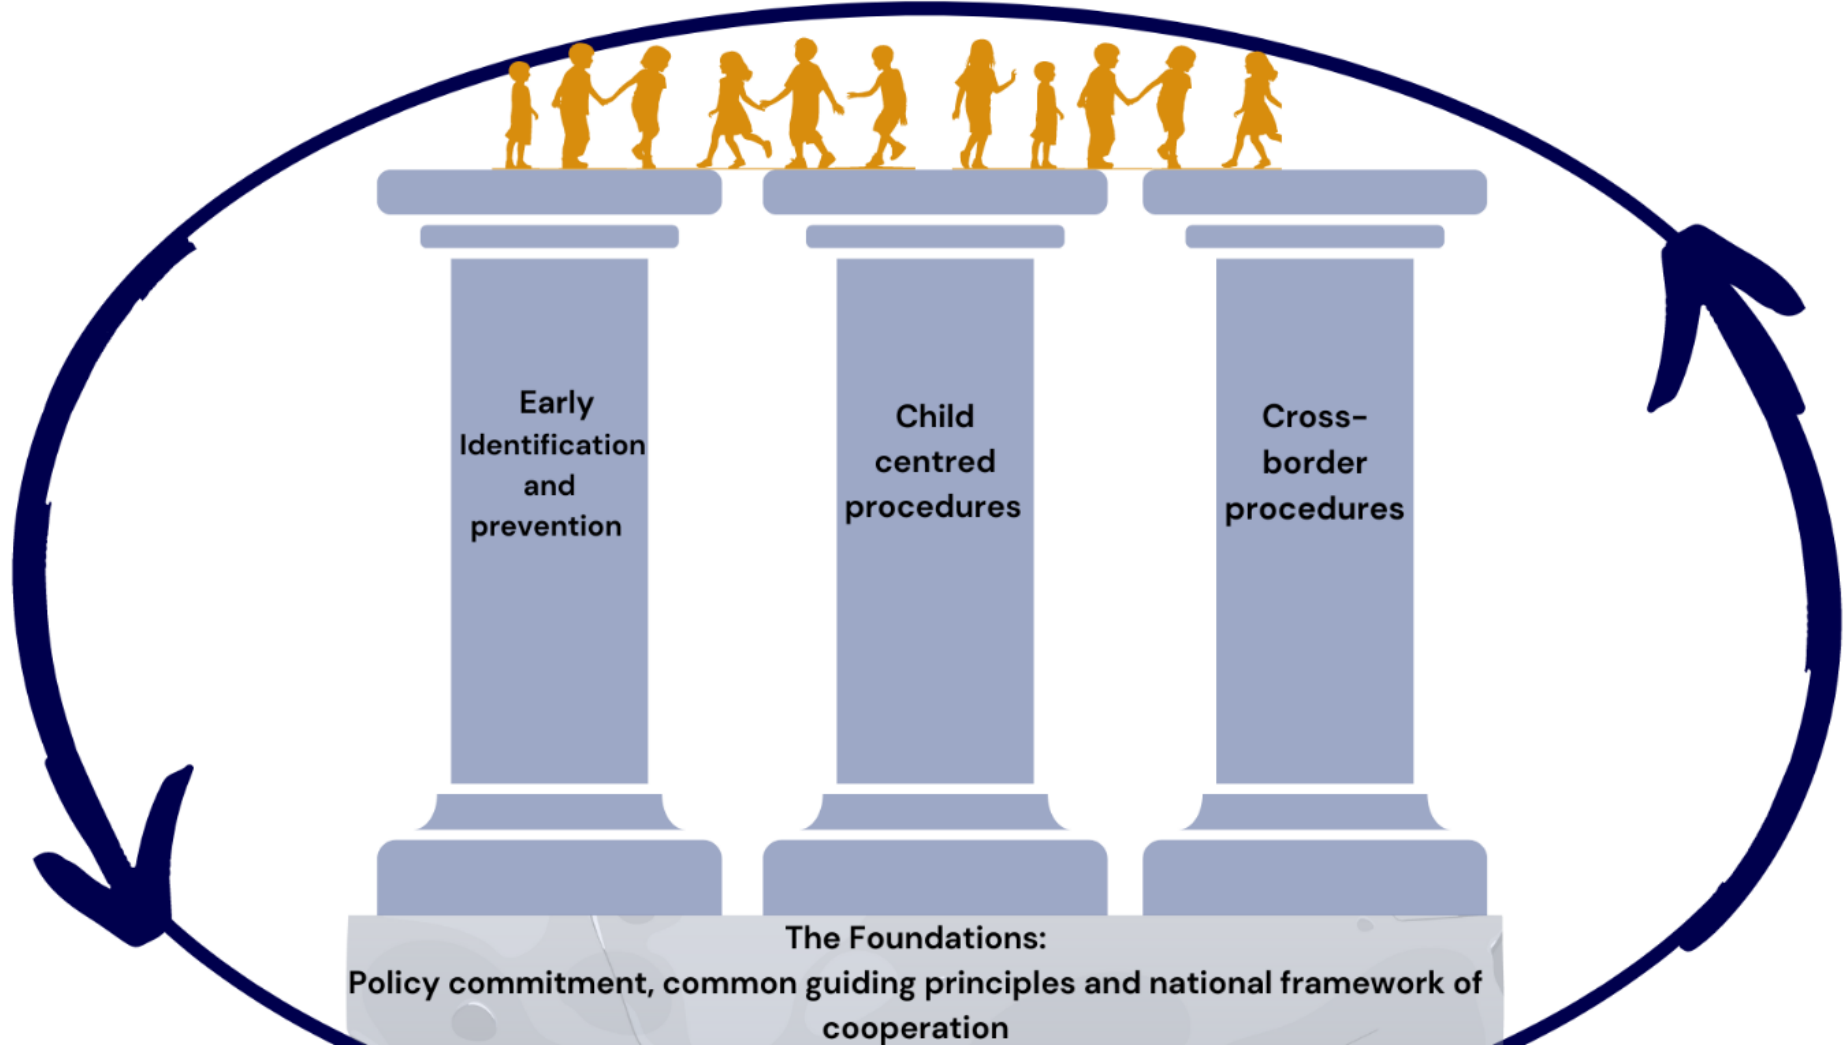 Early
Identification
and
prevention
Child
centred
procedures
Cross-
border
procedures
The Foundations:
Policy commitment, common guiding principles and national framework of
cooperation